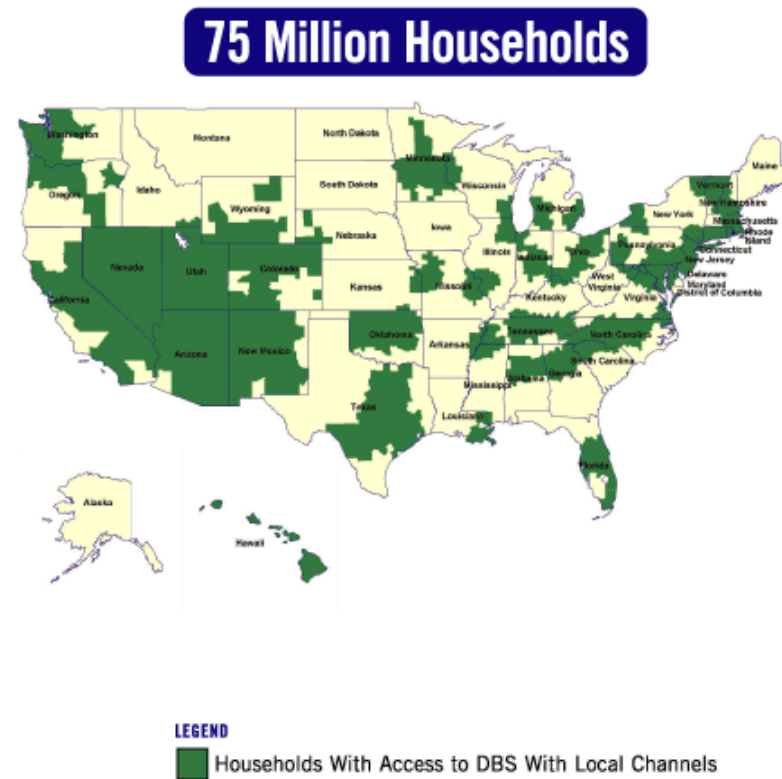 75 Million Households
Washington
Montana
North Dakota
Minnesota
Maine
Oregon
Idaho
Wyoming
South Dakota
Wisconsin
Michigan
Vermont
New Hampshire
New York
Massachusetts
Rhode
Island
Connecticut
Nevada
Utah
Colorado
Nebraska
Iowa
Illinois
Indiana
Ohio
Pennsylvania
New Jersey
Delaware
Maryland
District of Columbia
California
Kansas
Missouri
West
Virginia
Virginia
Kentucky
Arizona
New Mexico
Oklahoma
Arkansas
Tennessee
North Carolina
South Carolina
Texas
Louisiana
Mississippi
Alabama
Georgia
Florida
Alaska
Hawaii
LEGEND
Households With Access to DBS With Local Channels